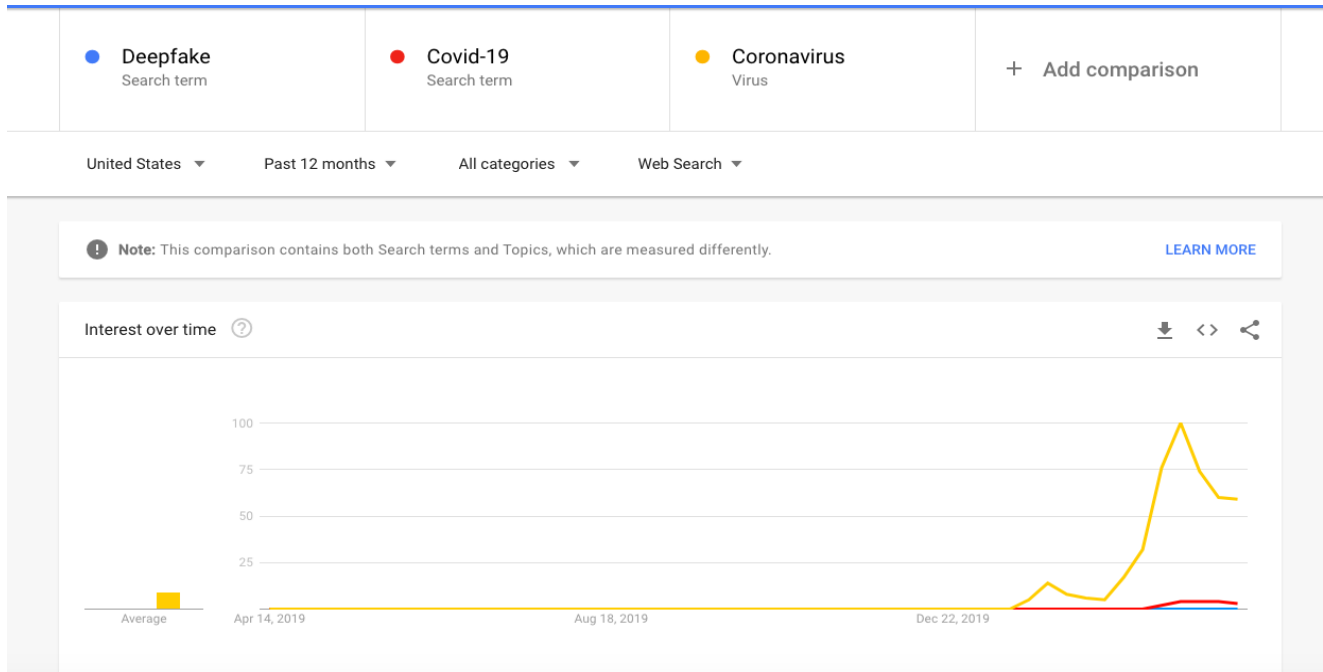 Deepfake
Search term
Covid-19
Search term
Coronavirus
Virus
+ Add comparison
United States
Past 12 months
All categories
Web Search
Note: This comparison contains both Search terms and Topics, which are measured differently.
LEARN MORE
Interest over time
100
75
50
25
Average
Apr 14, 2019
Aug 18, 2019
Dec 22, 2019